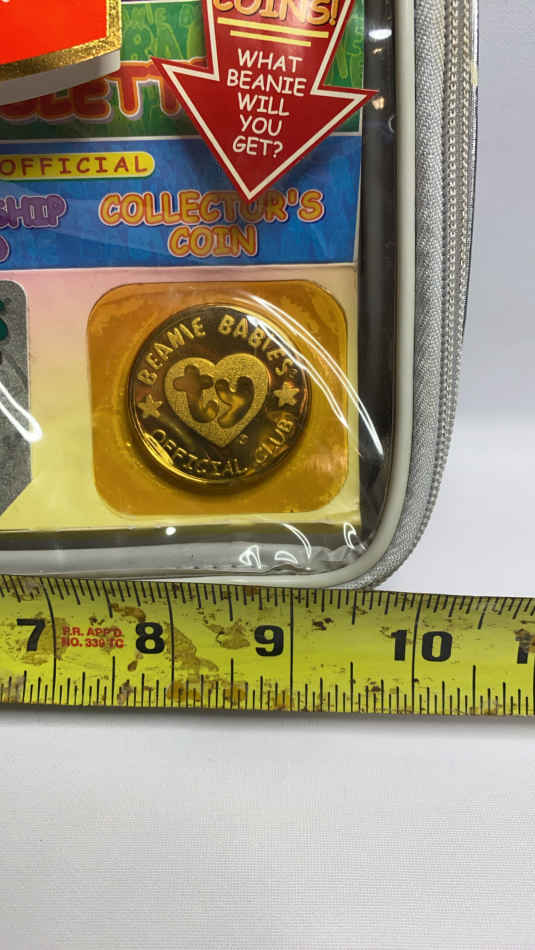 COINS!
WHAT
BEANIE
WILL
YOU
GET?
OFFICIAL
SHIP
COLLECTOR'S
COIN
BEANIE BABIES
OFFICIAL CLUB
7 8 9 10
P.R. APP'D.
NO. 339 TC